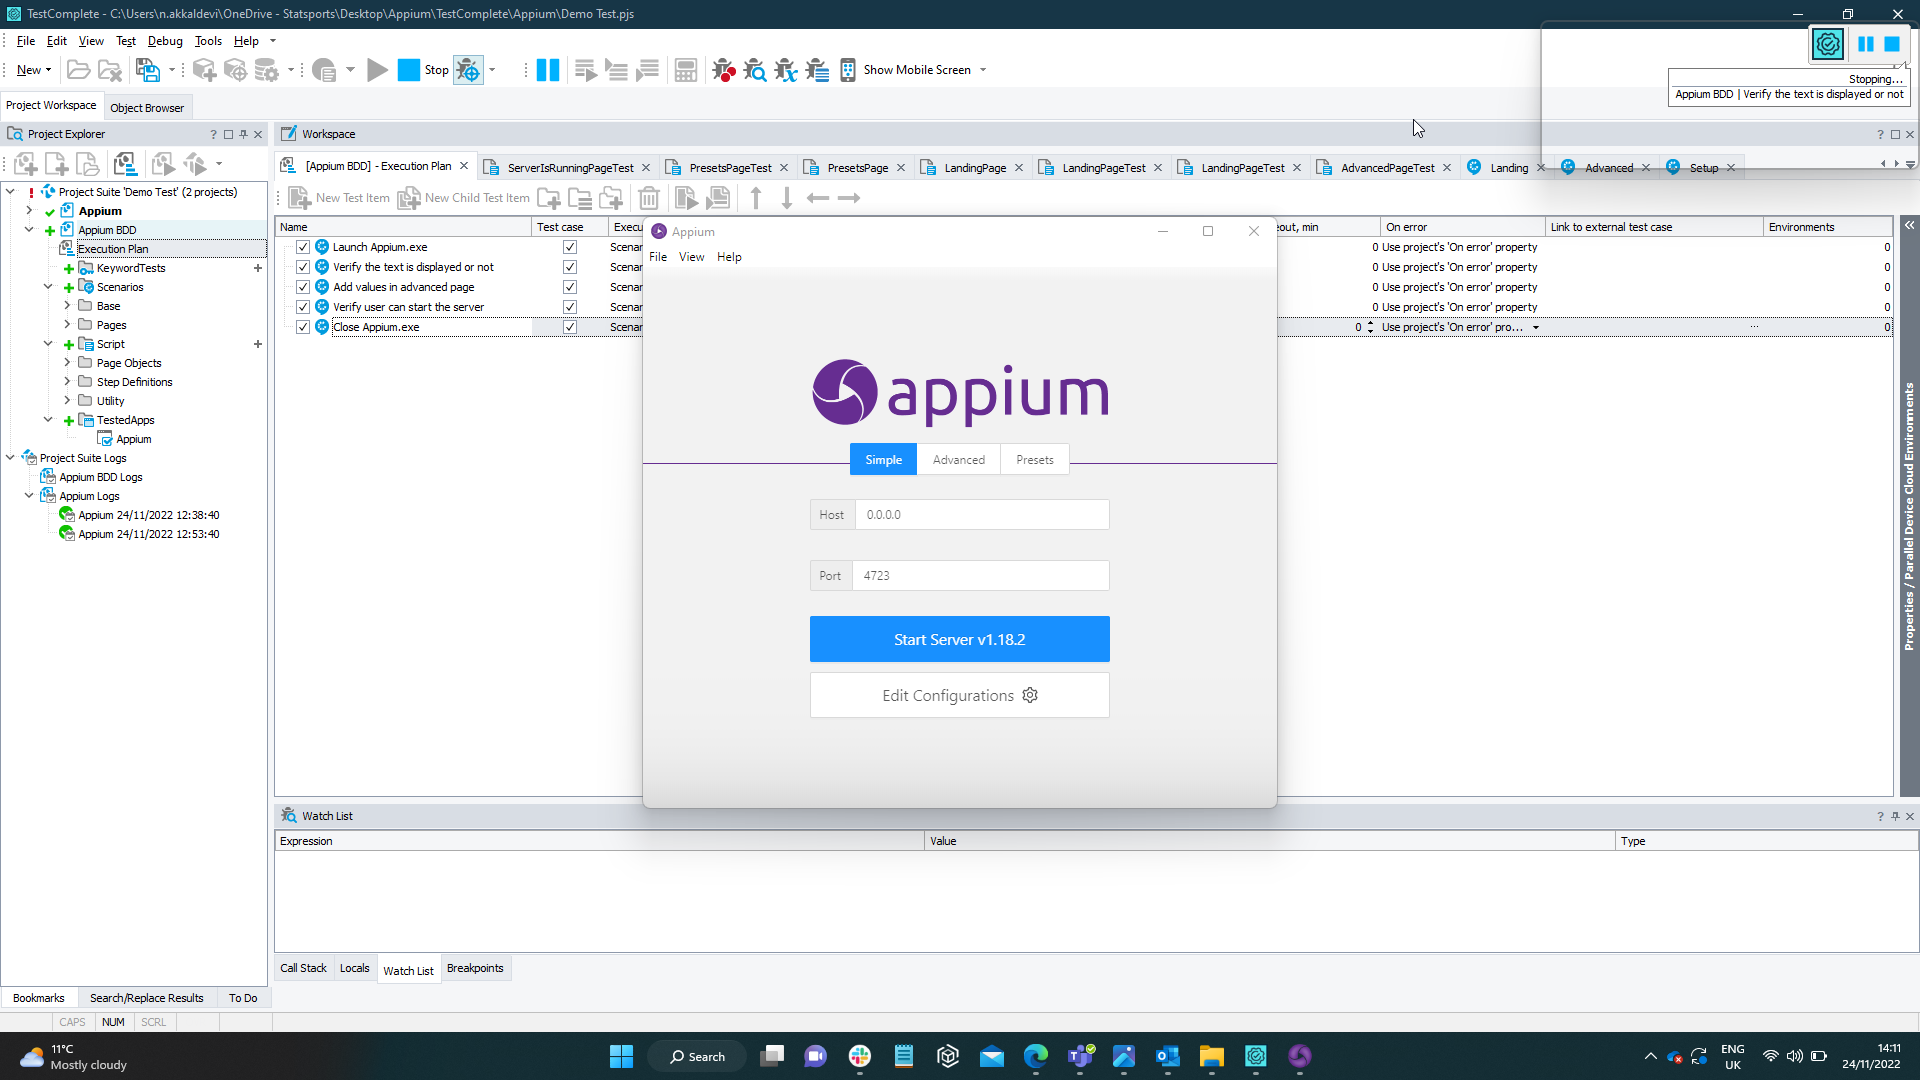 TestComplete - C:\Users\n.akkaldevi\OneDrive - Statsports\Desktop\Appium\TestComplete\Appium\Demo Test.pjs
File Edit View Test Debug Tools Help
New Stop Show Mobile Screen
Stopping...
Appium BDD | Verify the text is displayed or not
Project Workspace Object Browser
Project Explorer
Workspace
[Appium BDD] - Execution Plan ServerIsRunningPageTest PresetsPageTest PresetsPage LandingPage LandingPageTest LandingPageTest AdvancedPageTest Landing Advanced Setup
New Test Item New Child Test Item
Project Suite 'Demo Test' (2 projects)
Appium
Appium BDD
Execution Plan
KeywordTests
Scenarios
Base
Pages
Script
Page Objects
Step Definitions
Utility
TestedApps
Appium
Project Suite Logs
Appium BDD Logs
Appium Logs
Appium 24/11/2022 12:38:40
Appium 24/11/2022 12:53:40
Name Test case Execu eout, min On error Link to external test case Environments
Launch Appium.exe Scenar 0 Use project's 'On error' property 0
Verify the text is displayed or not Scenar 0 Use project's 'On error' property 0
Add values in advanced page Scenar 0 Use project's 'On error' property 0
Verify user can start the server Scenar 0 Use project's 'On error' property 0
Close Appium.exe Scenar 0 Use project's 'On error' pro... ... 0
Appium
File View Help
appium
Simple Advanced Presets
Host 0.0.0.0
Port 4723
Start Server v1.18.2
Edit Configurations
Properties / Parallel Device Cloud Environments
Watch List
Expression Value Type
Call Stack Locals Watch List Breakpoints
Bookmarks Search/Replace Results To Do
CAPS NUM SCRL
11°C
Mostly cloudy
Search
ENG
UK
14:11
24/11/2022